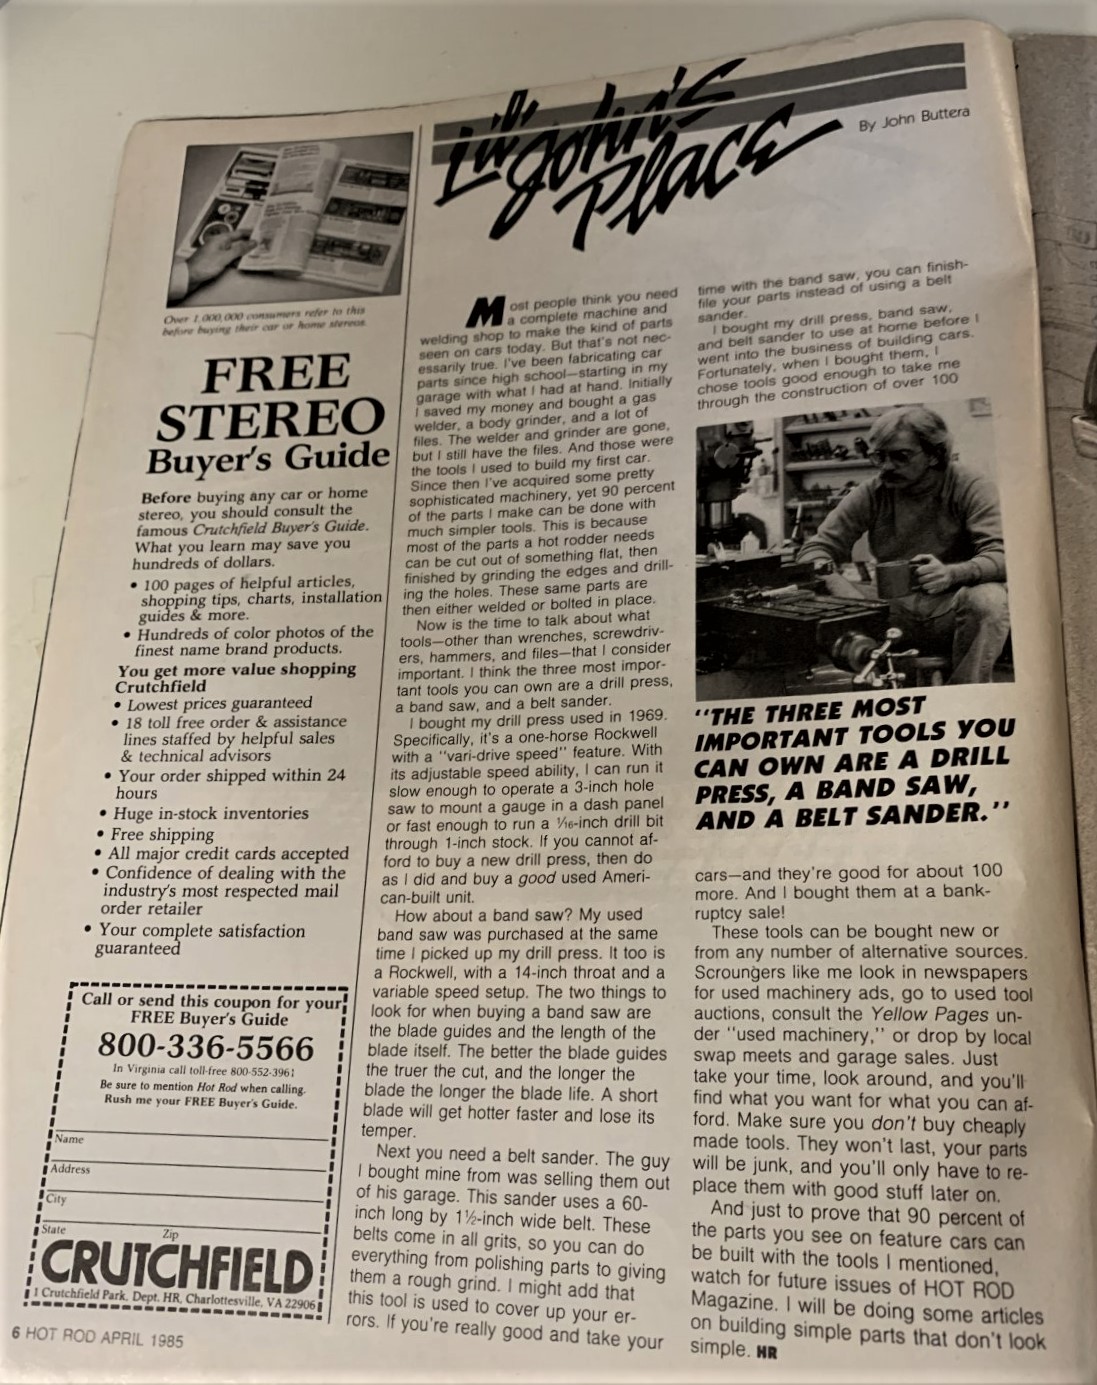 Over 1,000,000 consumers refer to this
before buying their car or home stereos.
FREE
STEREO
Buyer's Guide
Before buying any car or home
stereo, you should consult the
famous Crutchfield Buyer's Guide.
What you learn may save you
hundreds of dollars.
• 100 pages of helpful articles,
shopping tips, charts, installation
guides & more.
• Hundreds of color photos of the
finest name brand products.
You get more value shopping
Crutchfield
• Lowest prices guaranteed
• 18 toll free order & assistance
lines staffed by helpful sales
& technical advisors
• Your order shipped within 24
hours
• Huge in-stock inventories
• Free shipping
• All major credit cards accepted
• Confidence of dealing with the
industry's most respected mail
order retailer
• Your complete satisfaction
guaranteed
Call or send this coupon for your
FREE Buyer's Guide
800-336-5566
In Virginia call toll-free 800-552-3961
Be sure to mention Hot Rod when calling.
Rush me your FREE Buyer's Guide.
Name
Address
City
State Zip
CRUTCHFIELD
1 Crutchfield Park, Dept. HR, Charlottesville, VA 22906
6 HOT ROD APRIL 1985
Lil' John's
Place
By John Buttera
Most people think you need
a complete machine and
welding shop to make the kind of parts
seen on cars today. But that's not nec-
essarily true. I've been fabricating car
parts since high school—starting in my
garage with what I had at hand. Initially
I saved my money and bought a gas
welder, a body grinder, and a lot of
files. The welder and grinder are gone,
but I still have the files. And those were
the tools I used to build my first car.
Since then I've acquired some pretty
sophisticated machinery, yet 90 percent
of the parts I make can be done with
much simpler tools. This is because
most of the parts a hot rodder needs
can be cut out of something flat, then
finished by grinding the edges and drill-
ing the holes. These same parts are
then either welded or bolted in place.
Now is the time to talk about what
tools—other than wrenches, screwdriv-
ers, hammers, and files—that I consider
important. I think the three most impor-
tant tools you can own are a drill press,
a band saw, and a belt sander.
I bought my drill press used in 1969.
Specifically, it's a one-horse Rockwell
with a "vari-drive speed" feature. With
its adjustable speed ability, I can run it
slow enough to operate a 3-inch hole
saw to mount a gauge in a dash panel
or fast enough to run a 1/16-inch drill bit
through 1-inch stock. If you cannot af-
ford to buy a new drill press, then do
as I did and buy a good used Ameri-
can-built unit.
How about a band saw? My used
band saw was purchased at the same
time I picked up my drill press. It too is
a Rockwell, with a 14-inch throat and a
variable speed setup. The two things to
look for when buying a band saw are
the blade guides and the length of the
blade itself. The better the blade guides
the truer the cut, and the longer the
blade the longer the blade life. A short
blade will get hotter faster and lose its
temper.
Next you need a belt sander. The guy
I bought mine from was selling them out
of his garage. This sander uses a 60-
inch long by 1½-inch wide belt. These
belts come in all grits, so you can do
everything from polishing parts to giving
them a rough grind. I might add that
this tool is used to cover up your er-
rors. If you're really good and take your
time with the band saw, you can finish-
file your parts instead of using a belt
sander.
I bought my drill press, band saw,
and belt sander to use at home before I
went into the business of building cars.
Fortunately, when I bought them, I
chose tools good enough to take me
through the construction of over 100
"THE THREE MOST
IMPORTANT TOOLS YOU
CAN OWN ARE A DRILL
PRESS, A BAND SAW,
AND A BELT SANDER."
cars—and they're good for about 100
more. And I bought them at a bank-
ruptcy sale!
These tools can be bought new or
from any number of alternative sources.
Scroungers like me look in newspapers
for used machinery ads, go to used tool
auctions, consult the Yellow Pages un-
der "used machinery," or drop by local
swap meets and garage sales. Just
take your time, look around, and you'll
find what you want for what you can af-
ford. Make sure you don't buy cheaply
made tools. They won't last, your parts
will be junk, and you'll only have to re-
place them with good stuff later on.
And just to prove that 90 percent of
the parts you see on feature cars can
be built with the tools I mentioned,
watch for future issues of HOT ROD
Magazine. I will be doing some articles
on building simple parts that don't look
simple. HR